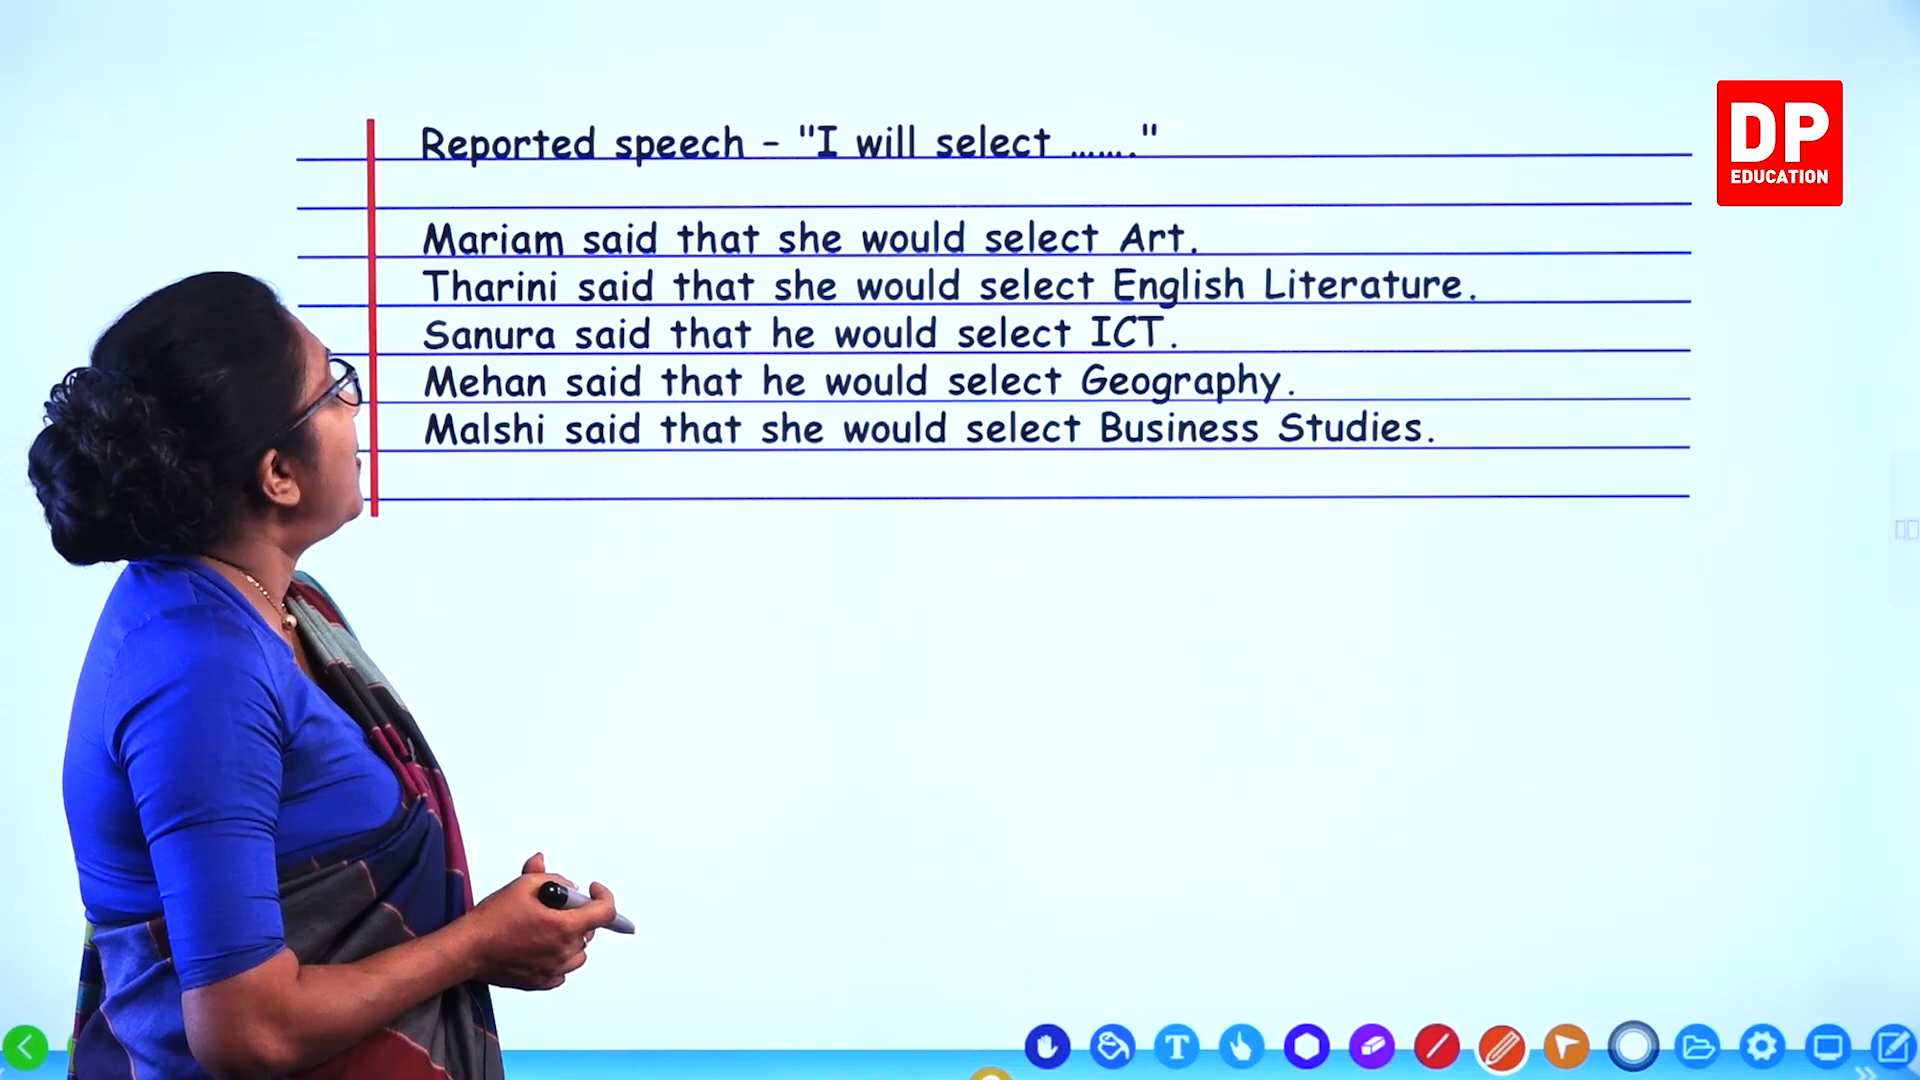 Reported speech - "I will select ......."
Mariam said that she would select Art.
Tharini said that she would select English Literature.
Sanura said that he would select ICT.
Mehan said that he would select Geography.
Malshi said that she would select Business Studies.
DP
EDUCATION
T